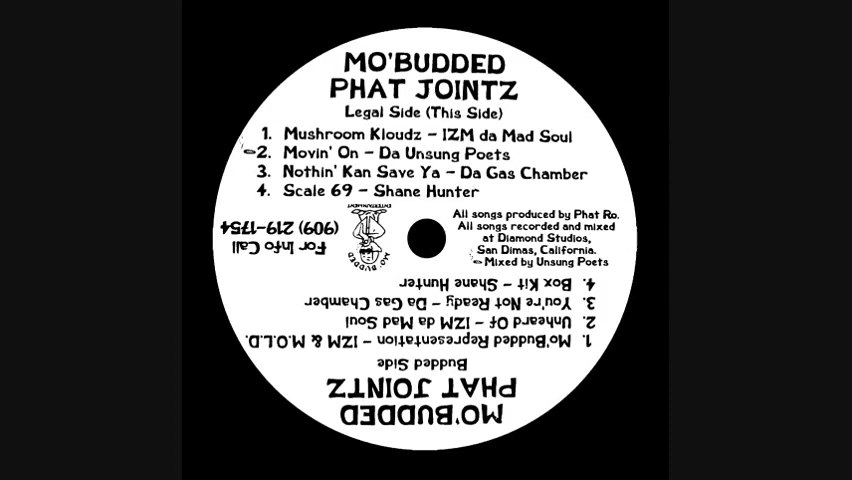 MO'BUDDED
PHAT JOINTZ
Legal Side (This Side)
1. Mushroom Kloudz - IZM da Mad Soul
2. Movin' On - Da Unsung Poets
3. Nothin' Kan Save Ya - Da Gas Chamber
4. Scale 69 - Shane Hunter
All songs produced by Phat Ro.
All songs recorded and mixed
at Diamond Studios,
San Dimas, California.
Mixed by Unsung Poets
MO'BUDDED
PHAT JOINTZ
Budded Side
1. Mo'Budded Representation - IZM & M.O.L.D.
2. Unheard Of - IZM da Mad Soul
3. You're Not Ready - Da Gas Chamber
4. Box Kit - Shane Hunter
For Info Call
(909) 219-1754
MO'BUDDED
ENTERTAINMENT